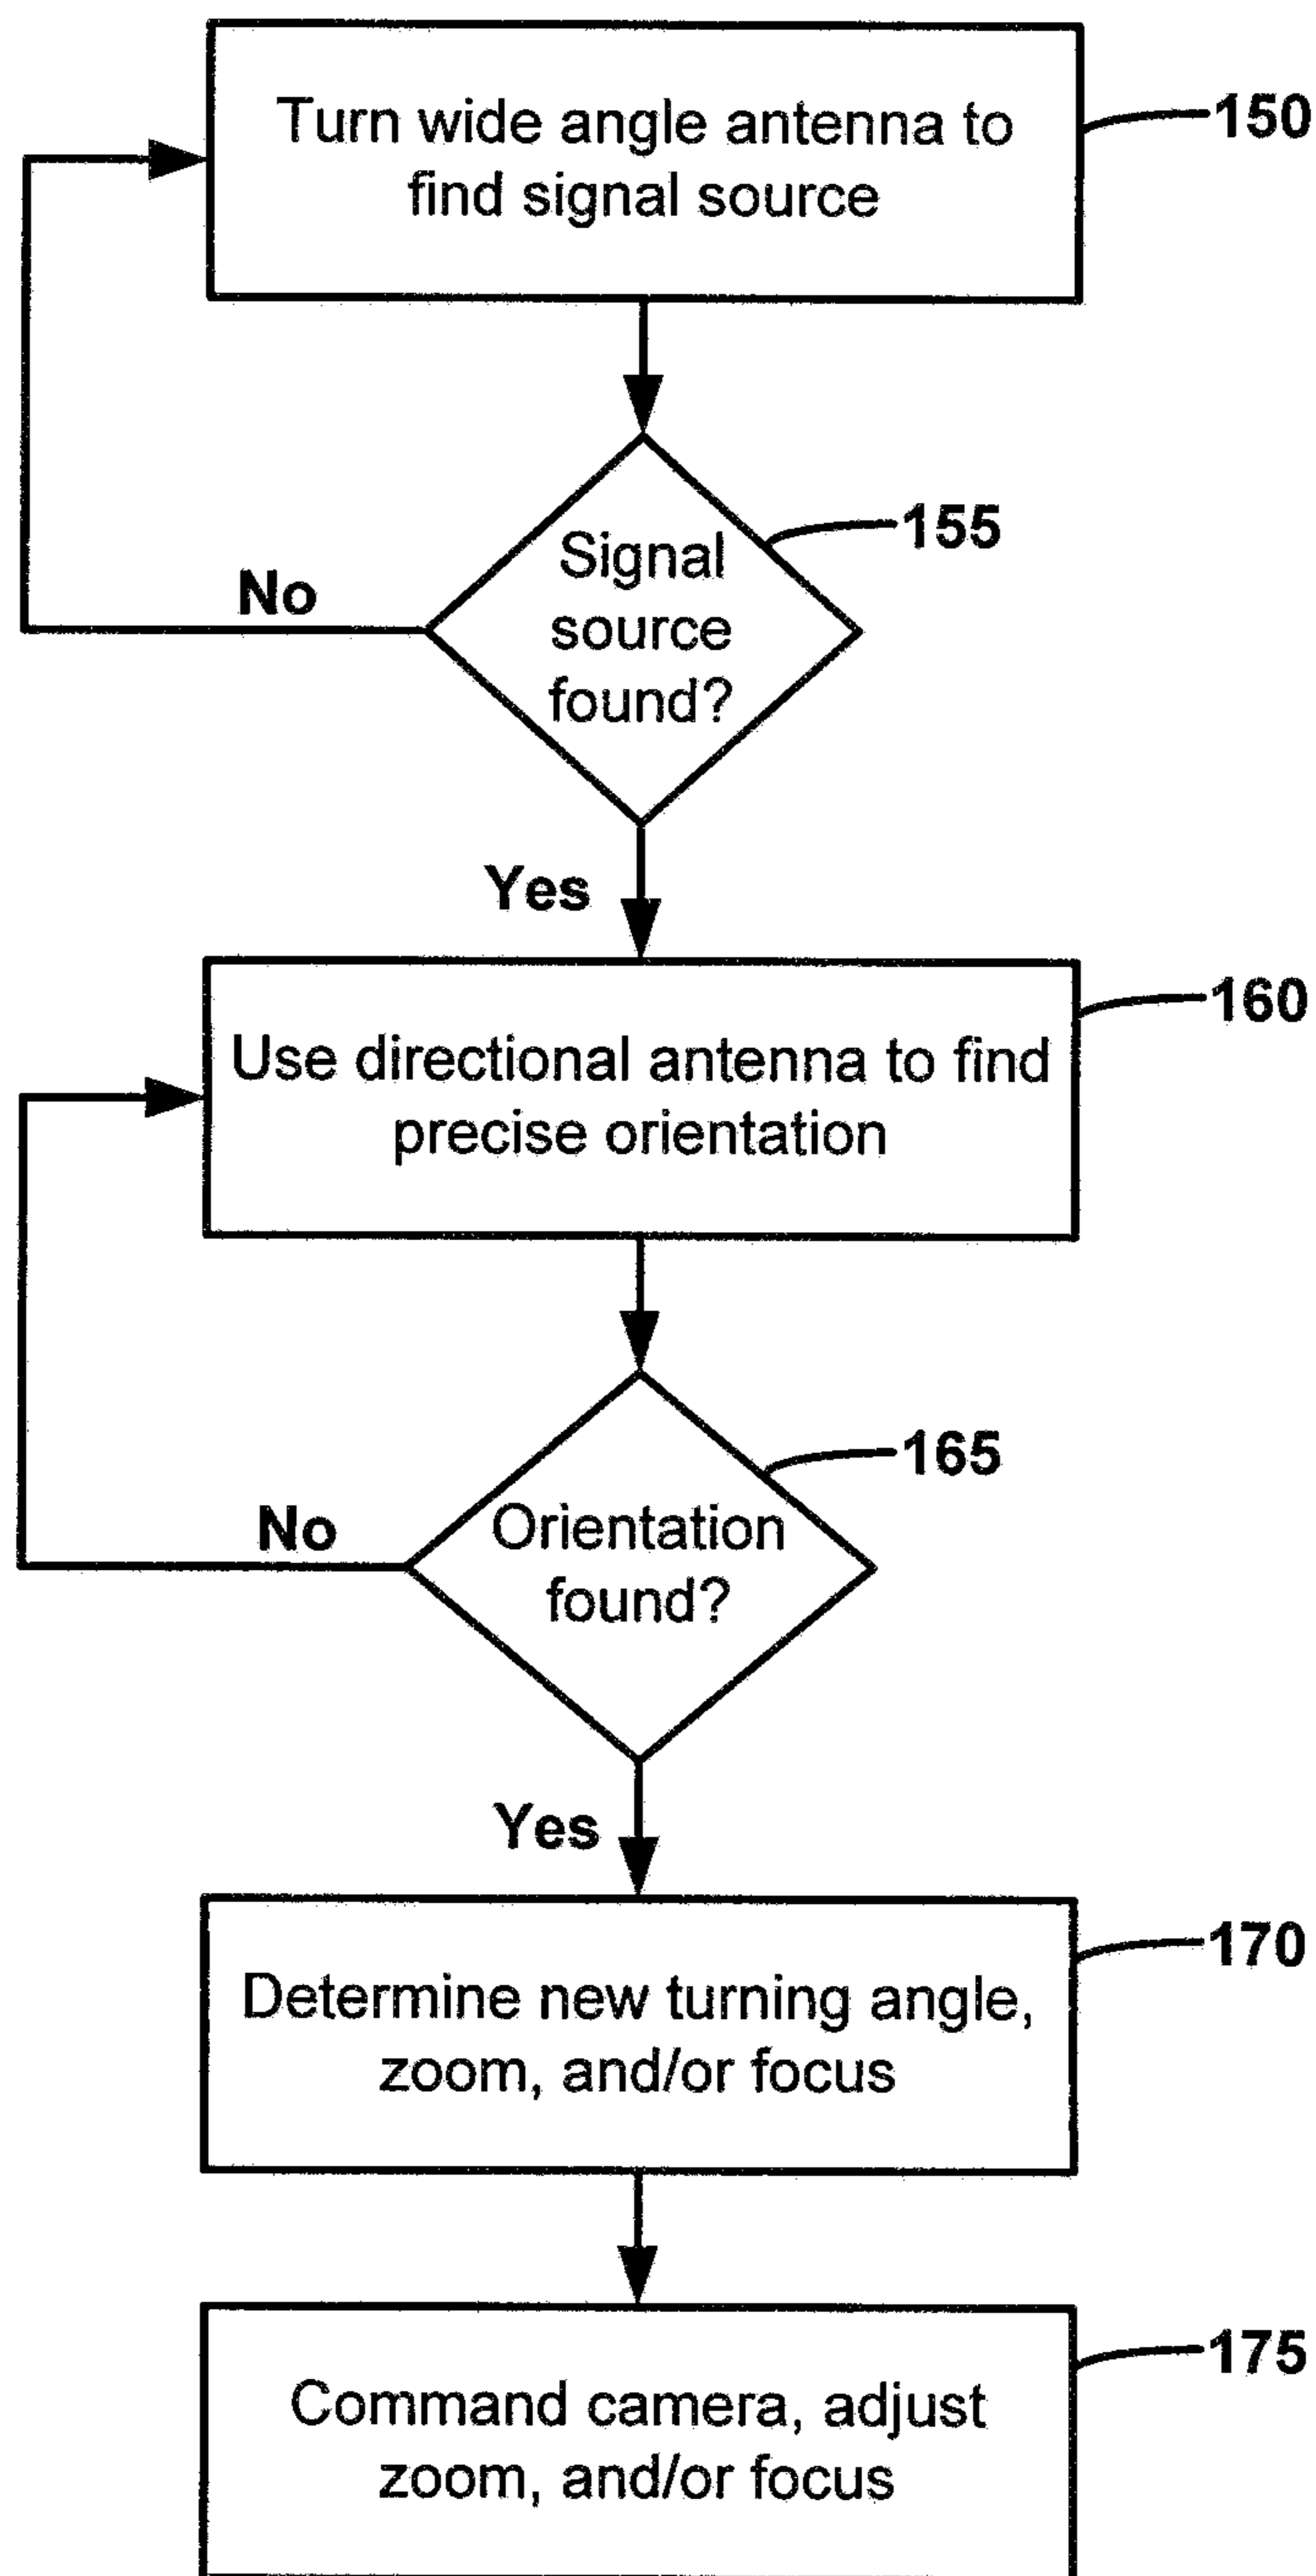 Turn wide angle antenna to
find signal source
150
Signal
source
found?
155
No
Yes
Use directional antenna to find
precise orientation
160
Orientation
found?
165
No
Yes
Determine new turning angle,
zoom, and/or focus
170
Command camera, adjust
zoom, and/or focus
175